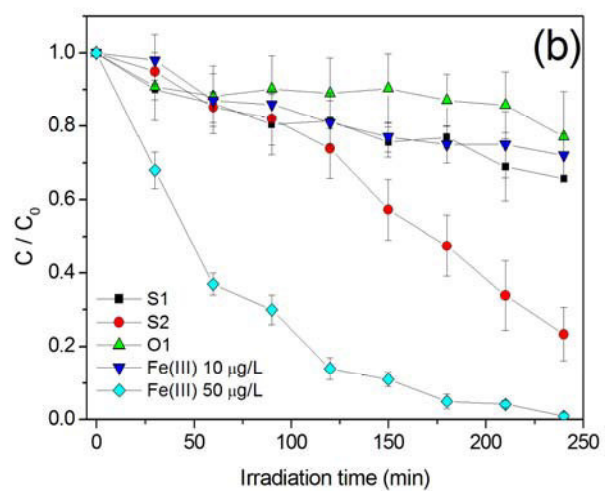 (b)
1.0
0.8
0.6
0.4
0.2
0.0
C / C₀
S1
S2
O1
Fe(III) 10 μg/L
Fe(III) 50 μg/L
0 50 100 150 200 250
Irradiation time (min)